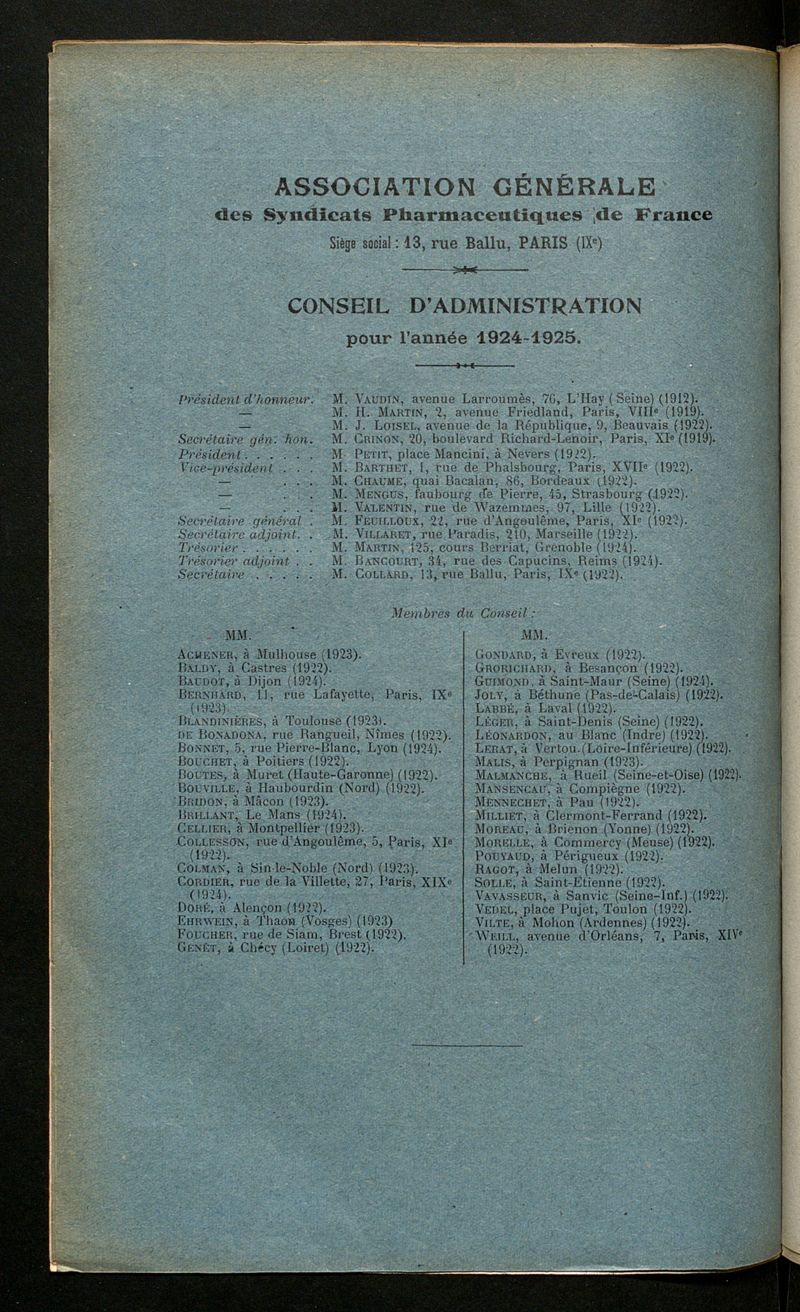 ASSOCIATION GÉNÉRALE
des Syndicats Pharmaceutiques de France
Siège social : 13, rue Ballu, PARIS (IXe)
CONSEIL D'ADMINISTRATION
pour l'année 1924-1925.
Président d'honneur. M. VAUDIN, avenue Larroumès, 76, L'Hay (Seine) (1912).
— M. H. MARTIN, 2, avenue Friedland, Paris, VIIIe (1919).
— M. J. LOISEL, avenue de la République, 9, Beauvais (1922).
Secrétaire gén. hon. M. CRINON, 20, boulevard Richard-Lenoir, Paris, XIe (1919).
Président . . . . . . M PETIT, place Mancini, à Nevers (1922).
Vice-président . . . M. BARTHET, 1, rue de Phalsbourg, Paris, XVIIe (1922).
— . . . M. CHAUME, quai Bacalan, 86, Bordeaux (1922).
— . . . M. MENGUS, faubourg de Pierre, 45, Strasbourg (1922).
— . . . M. VALENTIN, rue de Wazemmes, 97, Lille (1922).
Secrétaire général . M. FEUILLOUX, 22, rue d'Angoulême, Paris, XIe (1922).
Secrétaire adjoint. . M. VILLARET, rue Paradis, 210, Marseille (1922).
Trésorier . . . . . . M. MARTIN, 125, cours Berriat, Grenoble (1924).
Trésorier adjoint . . M. BANCOURT, 34, rue des Capucins, Reims (1924).
Secrétaire . . . . . M. COLLARD, 13, rue Ballu, Paris, IXe (1922).
Membres du Conseil :
MM.
ACHENER, à Mulhouse (1923).
BALDY, à Castres (1922).
BAUDOT, à Dijon (1924).
BERNHARD, 11, rue Lafayette, Paris, IXe
(1923).
BLANDINIÈRES, à Toulouse (1923).
DE BONADONA, rue Rangueil, Nîmes (1922).
BONNET, 5, rue Pierre-Blanc, Lyon (1924).
BOUCHET, à Poitiers (1922).
BOUTES, à Muret (Haute-Garonne) (1922).
BOUVILLE, à Haubourdin (Nord) (1922).
BRIDON, à Mâcon (1923).
BRILLANT, Le Mans (1924).
CELLIER, à Montpellier (1923).
COLLESSON, rue d'Angoulême, 5, Paris, XIe
(1922).
COLMAN, à Sin-le-Noble (Nord) (1923).
CORDIER, rue de la Villette, 27, Paris, XIXe
(1924).
DORÉ, à Alençon (1922).
EHRWEIN, à Thaon (Vosges) (1923)
FOUCHER, rue de Siam, Brest (1922).
GENÊT, à Chécy (Loiret) (1922).
MM.
GONDARD, à Evreux (1922).
GRORICHARD, à Besançon (1922).
GUIMOND, à Saint-Maur (Seine) (1924).
JOLY, à Béthune (Pas-de-Calais) (1922).
LABBÉ, à Laval (1922).
LÉGER, à Saint-Denis (Seine) (1922).
LÉONARDON, au Blanc (Indre) (1922).
LERAT, à Vertou (Loire-Inférieure) (1922).
MALIS, à Perpignan (1923).
MALMANCHE, à Rueil (Seine-et-Oise) (1922).
MANSENCAU, à Compiègne (1922).
MENNECHET, à Pau (1922).
MILLIET, à Clermont-Ferrand (1922).
MOREAU, à Brienon (Yonne) (1922).
MORELLE, à Commercy (Meuse) (1922).
POUYAUD, à Périgueux (1922).
RAGOT, à Melun (1922).
SOLLE, à Saint-Etienne (1922).
VAVASSEUR, à Sanvic (Seine-Inf.) (1922).
VEDEL, place Pujet, Toulon (1922).
VILTE, à Mohon (Ardennes) (1922).
WEILL, avenue d'Orléans, 7, Paris, XIVe
(1922).